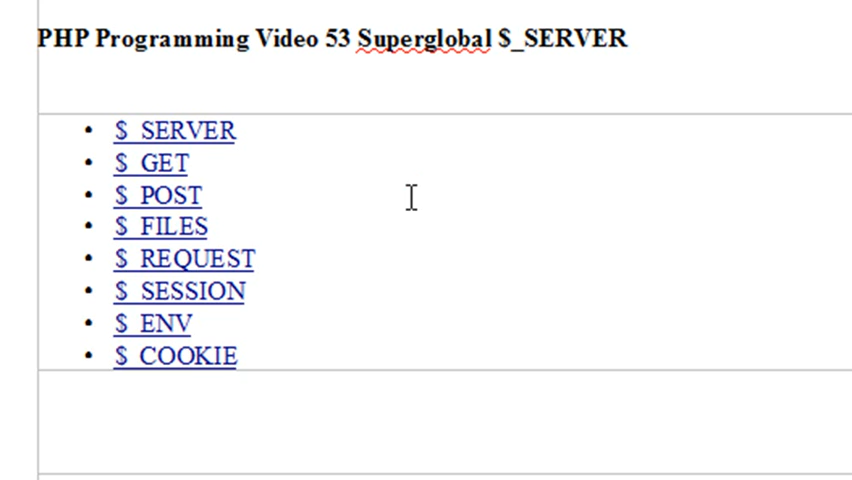 PHP Programming Video 53 Superglobal $_SERVER
• $_SERVER
• $_GET
• $_POST
• $_FILES
• $_REQUEST
• $_SESSION
• $_ENV
• $_COOKIE